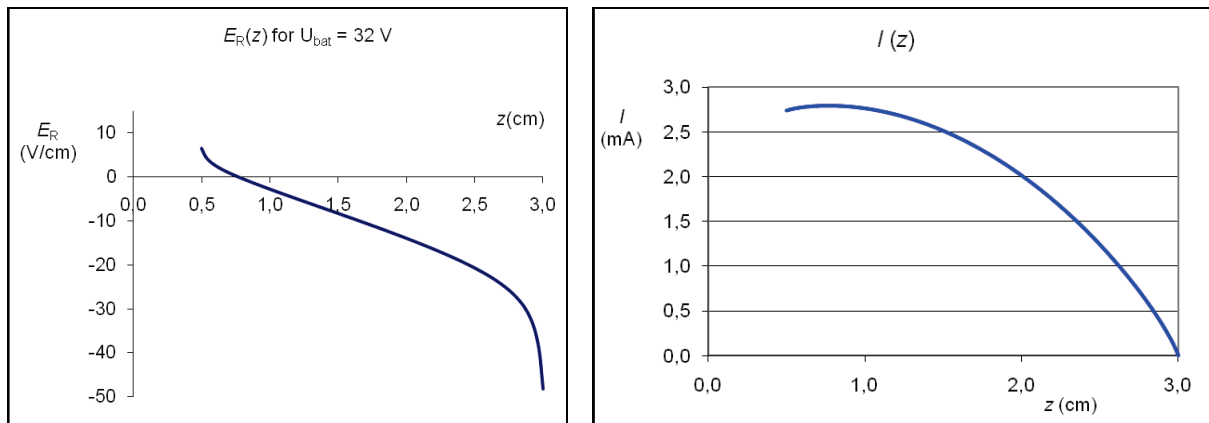 E_R(z) for U_bat = 32 V
E_R
(V/cm)
z(cm)
10
0
-10
-20
-30
-40
-50
0,0 0,5 1,0 1,5 2,0 2,5 3,0
I (z)
I
(mA)
3,0
2,5
2,0
1,5
1,0
0,5
0,0
0,0 1,0 2,0 3,0
z (cm)